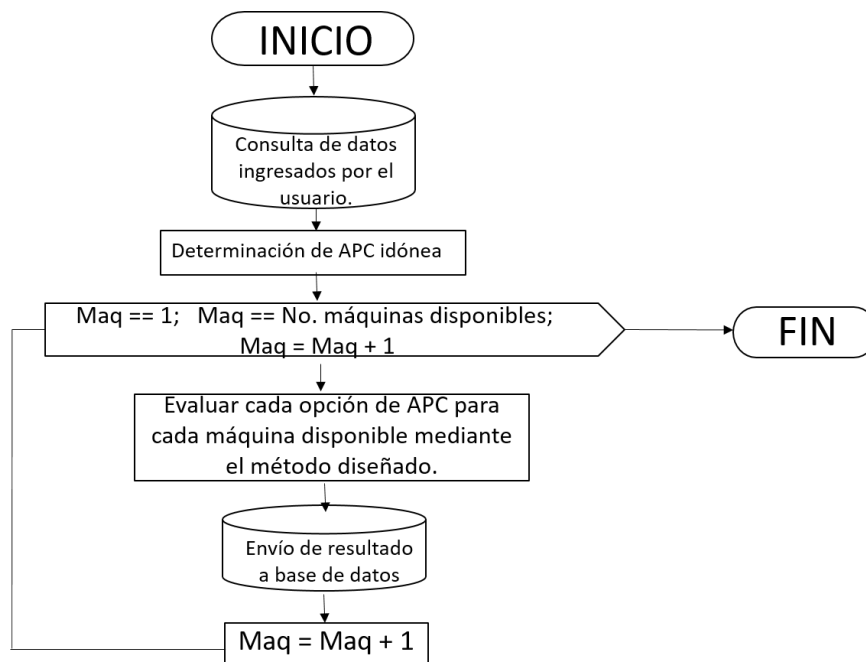 INICIO
Consulta de datos
ingresados por el
usuario.
Determinación de APC idónea
Maq == 1; Maq == No. máquinas disponibles;
Maq = Maq + 1
FIN
Evaluar cada opción de APC para
cada máquina disponible mediante
el método diseñado.
Envío de resultado
a base de datos
Maq = Maq + 1